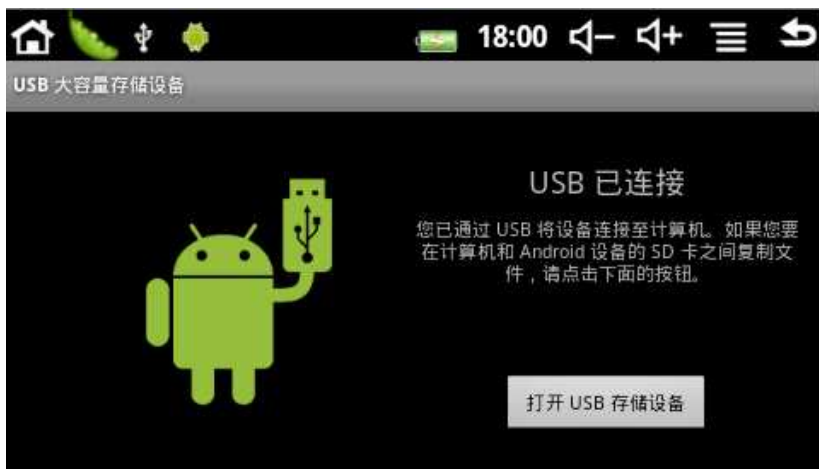 18:00
USB 大容量存储设备
USB 已连接
您已通过 USB 将设备连接至计算机。如果您要
在计算机和 Android 设备的 SD 卡之间复制文
件，请点击下面的按钮。
打开 USB 存储设备